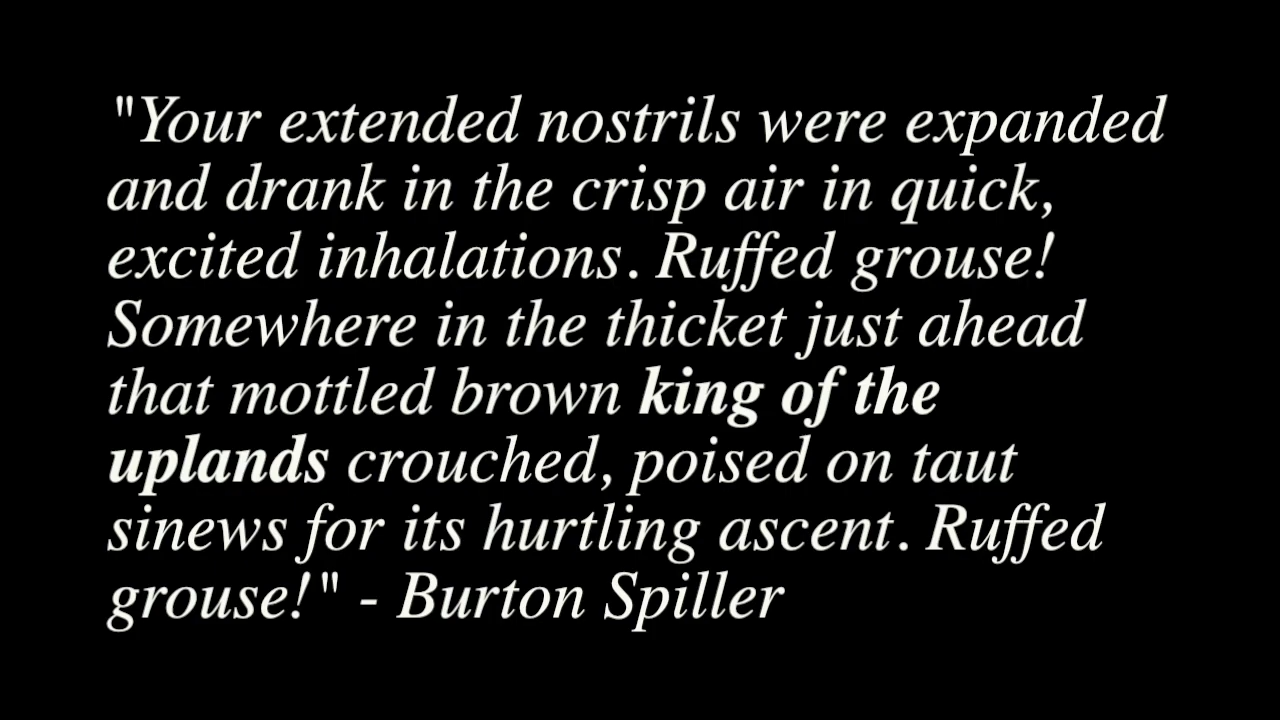 "Your extended nostrils were expanded
and drank in the crisp air in quick,
excited inhalations. Ruffed grouse!
Somewhere in the thicket just ahead
that mottled brown king of the
uplands crouched, poised on taut
sinews for its hurtling ascent. Ruffed
grouse!" - Burton Spiller